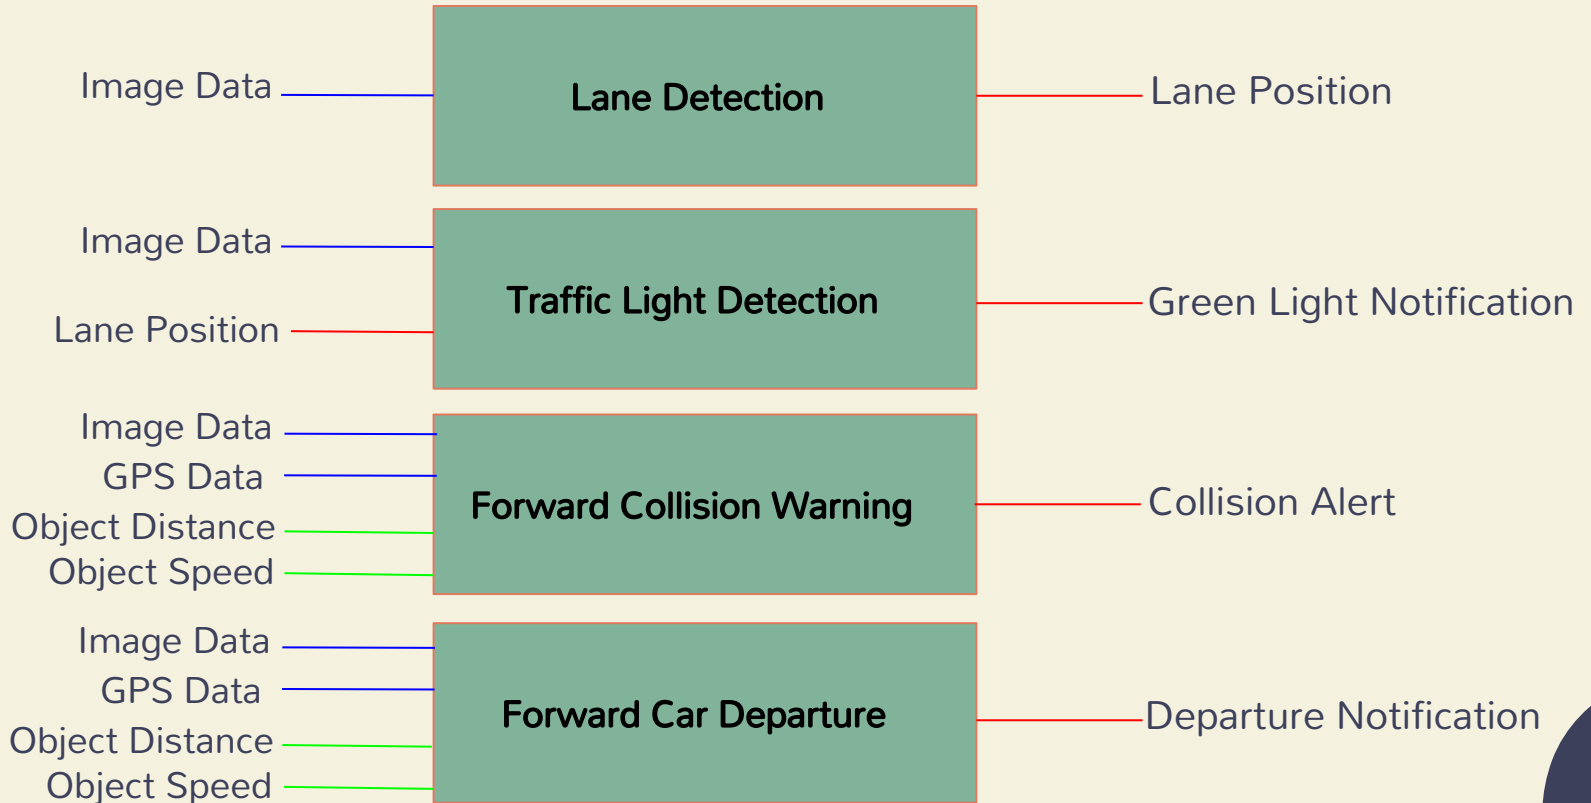 Image Data
Lane Detection
Lane Position
Image Data
Lane Position
Traffic Light Detection
Green Light Notification
Image Data
GPS Data
Object Distance
Object Speed
Forward Collision Warning
Collision Alert
Image Data
GPS Data
Object Distance
Object Speed
Forward Car Departure
Departure Notification